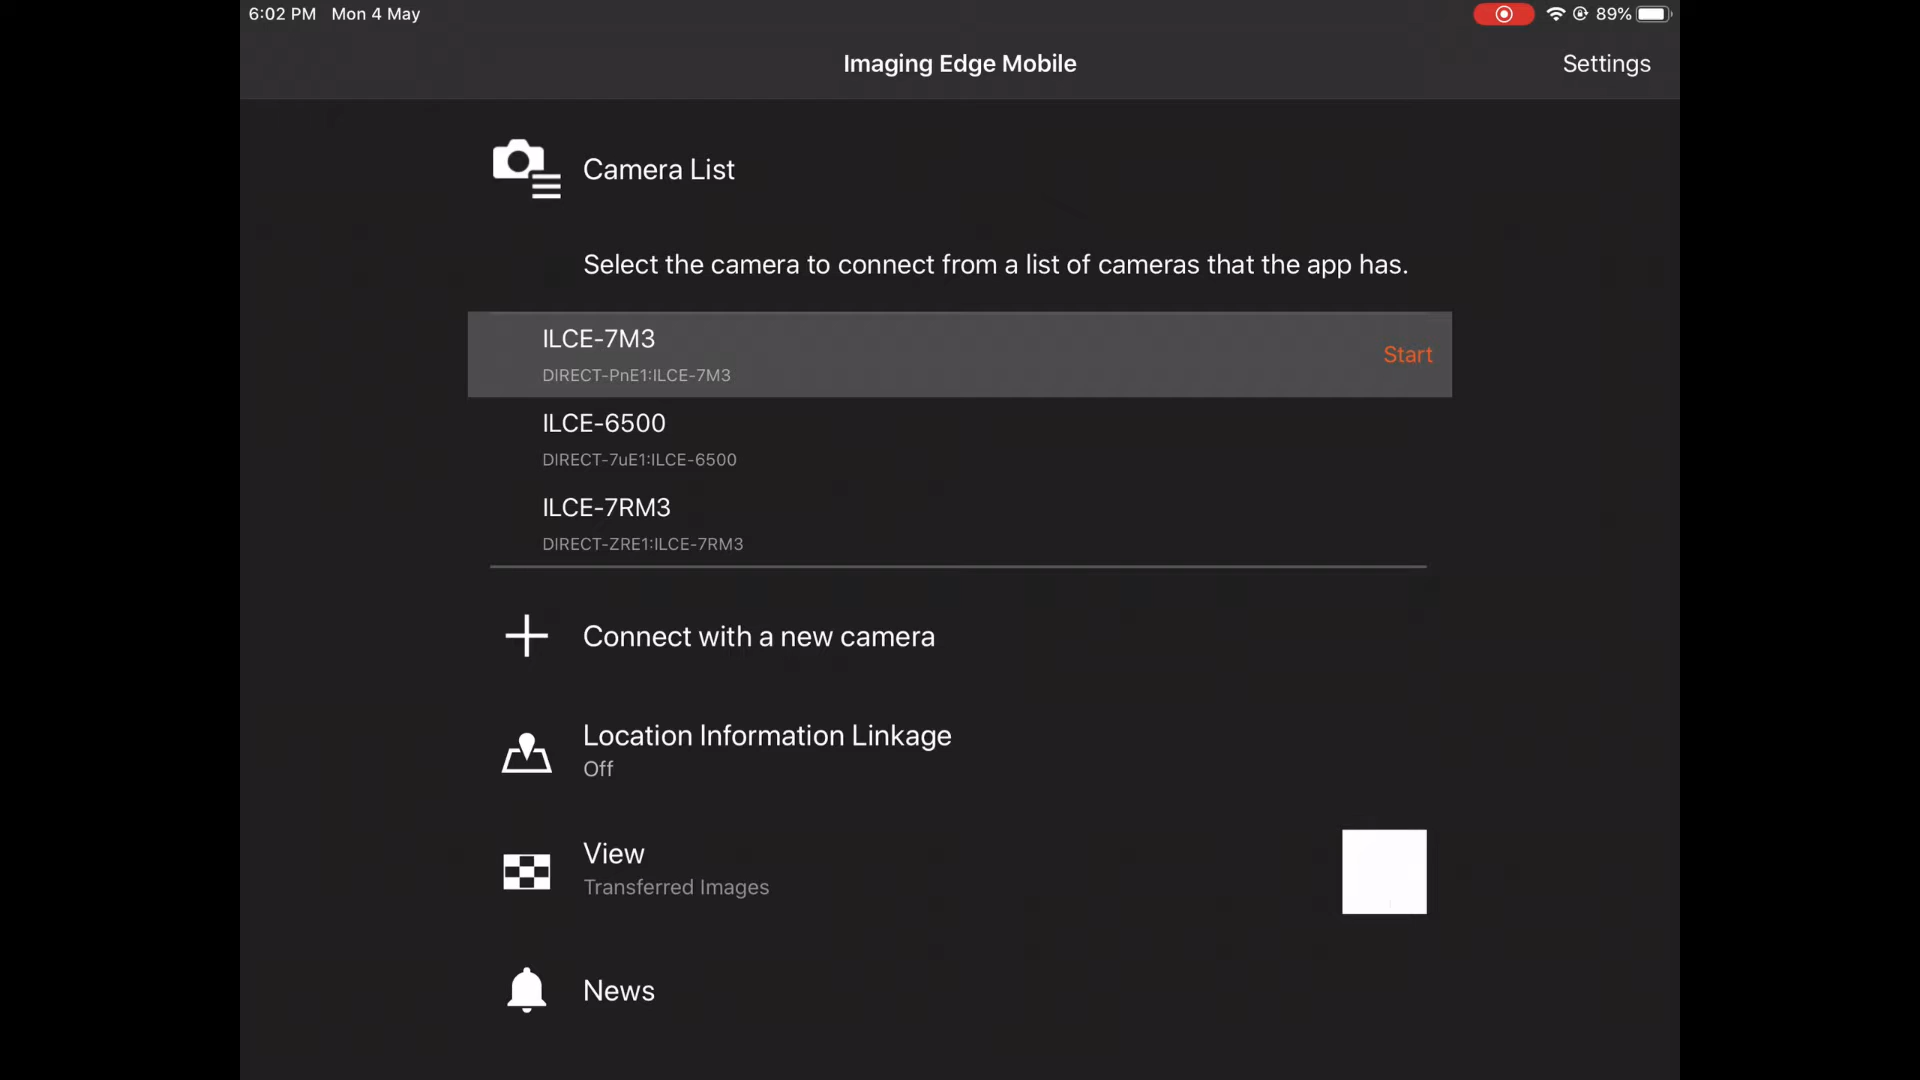 6:02 PM Mon 4 May 89%
Imaging Edge Mobile
Settings
Camera List
Select the camera to connect from a list of cameras that the app has.
ILCE-7M3
DIRECT-PnE1:ILCE-7M3
Start
ILCE-6500
DIRECT-7uE1:ILCE-6500
ILCE-7RM3
DIRECT-ZRE1:ILCE-7RM3
Connect with a new camera
Location Information Linkage
Off
View
Transferred Images
News